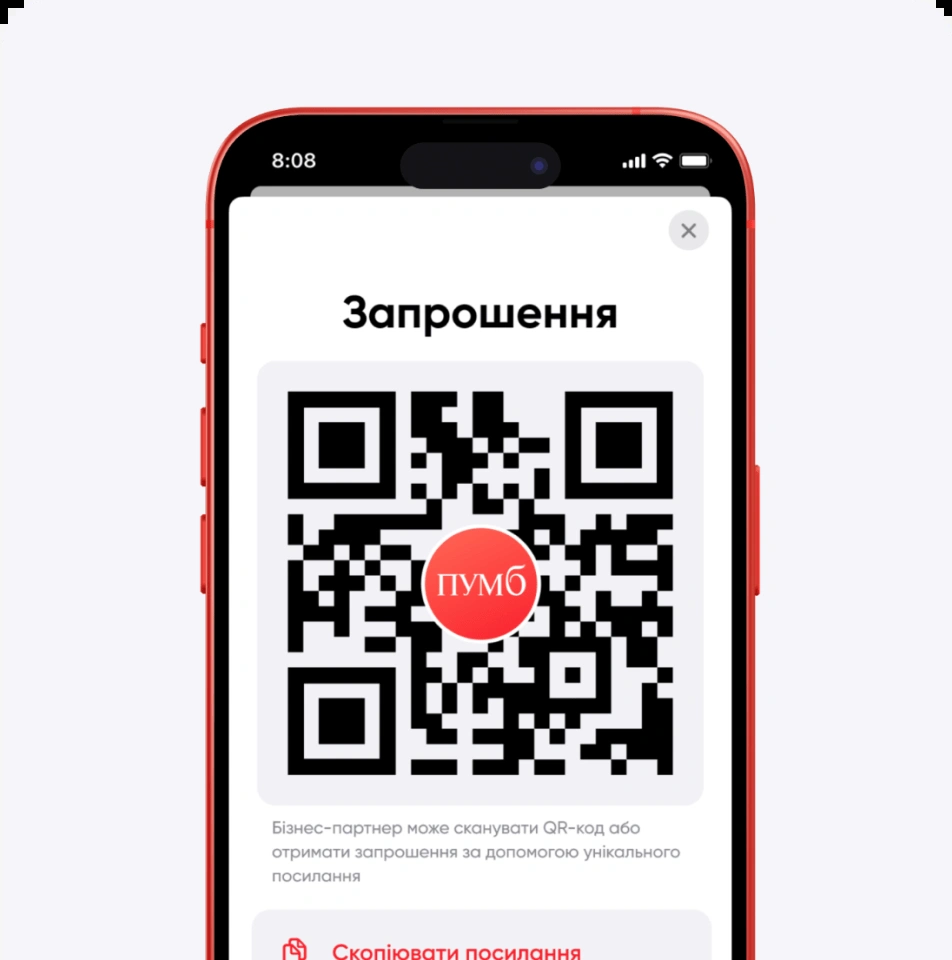 8:08
Запрошення
ПУМб
Бізнес-партнер може сканувати QR-код або
отримати запрошення за допомогою унікального
посилання
Скопіювати посилання